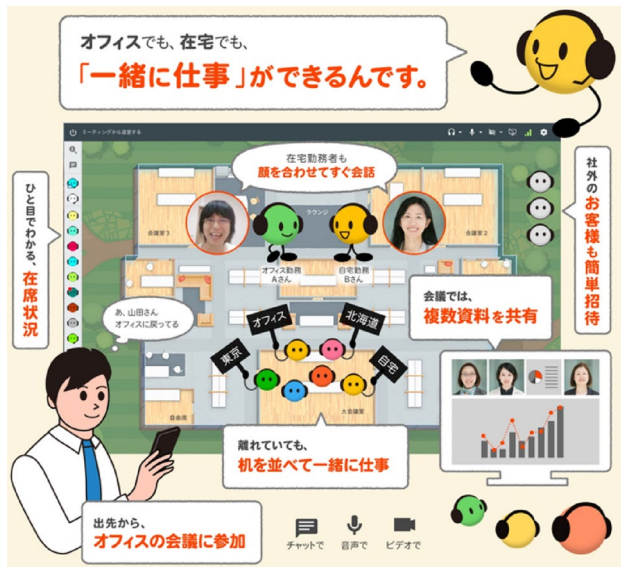 オフィスでも、在宅でも、
「一緒に仕事」ができるんです。
ミーティングから退室する
在宅勤務者も
顔を合わせてすぐ会話
会議室3
ラウンジ
会議室2
オフィス勤務
Aさん
自宅勤務
Bさん
ひと目でわかる、
在席状況
社外の
お客様も簡単招待
あ、山田さん
オフィスに戻ってる
会議では、
複数資料を共有
東京
オフィス
北海道
自宅
自由席
大会議室
離れていても、
机を並べて一緒に仕事
出先から、
オフィスの会議に参加
チャットで
音声で
ビデオで